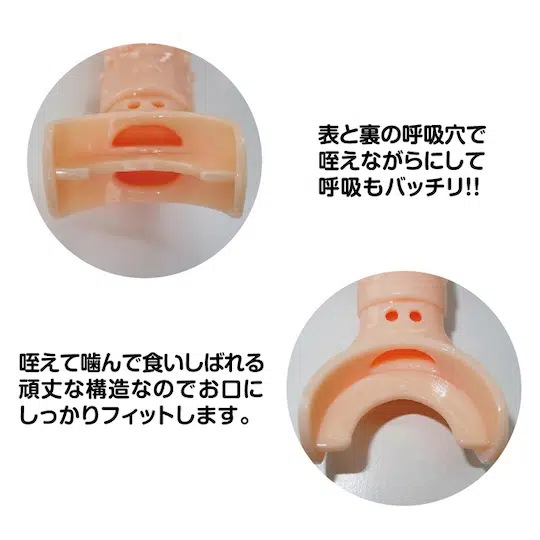 表と裏の呼吸穴で
咥えながらにして
呼吸もバッチリ!!
咥えて噛んで食いしばれる
頑丈な構造なのでお口に
しっかりフィットします。